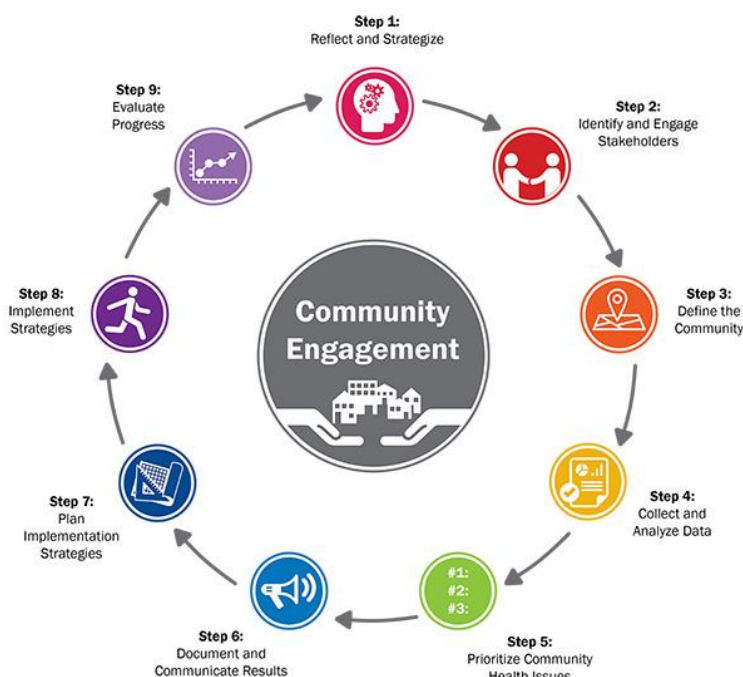 Step 1:
Reflect and Strategize
Step 2:
Identify and Engage
Stakeholders
Step 3:
Define the
Community
Step 4:
Collect and
Analyze Data
Step 5:
Prioritize Community
Health Issues
#1:
#2:
#3:
Step 6:
Document and
Communicate Results
Step 7:
Plan
Implementation
Strategies
Step 8:
Implement
Strategies
Step 9:
Evaluate
Progress
Community
Engagement